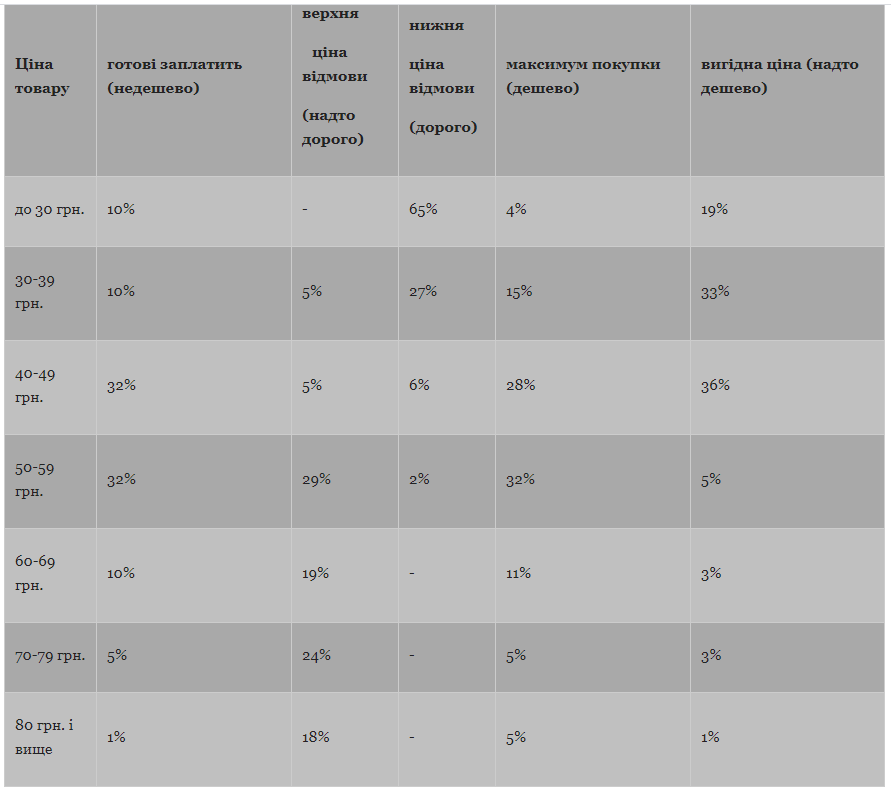 Ціна
товару
готові заплатить
(недешево)
верхня
ціна
відмови
(надто
дорого)
нижня
ціна
відмови
(дорого)
максимум покупки
(дешево)
вигідна ціна (надто
дешево)
до 30 грн.
10%
-
65%
4%
19%
30-39
грн.
10%
5%
27%
15%
33%
40-49
грн.
32%
5%
6%
28%
36%
50-59
грн.
32%
29%
2%
32%
5%
60-69
грн.
10%
19%
-
11%
3%
70-79 грн.
5%
24%
-
5%
3%
80 грн. і
вище
1%
18%
-
5%
1%